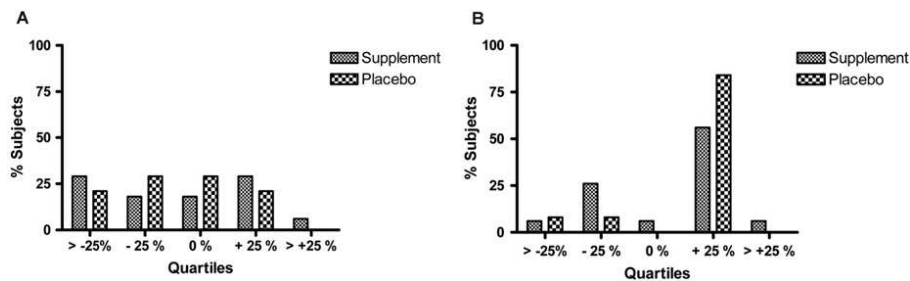 A
100
75
50
25
0
% Subjects
Supplement
Placebo
> -25%
- 25 %
0 %
+ 25 %
> +25 %
Quartiles
B
100
75
50
25
0
% Subjects
Supplement
Placebo
> -25%
- 25 %
0 %
+ 25 %
> +25 %
Quartiles